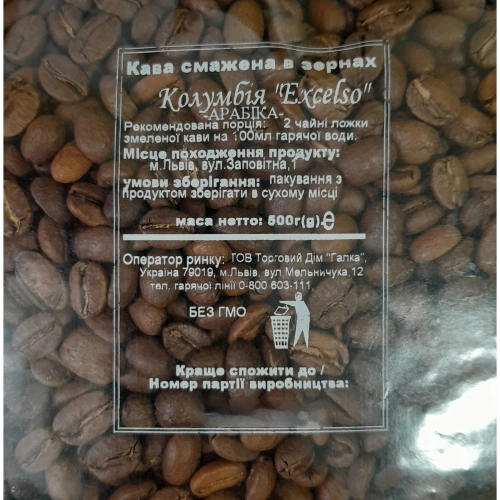 Кава смажена в зернах
Колумбія "Excelso"
-АРАБІКА-
Рекомендована порція: 2 чайні ложки
змеленої кави на 100мл гарячої води.
Місце походження продукту:
м.Львів, вул.Заповітна,1
умови зберігання: пакування з
продуктом зберігати в сухому місці
маса нетто: 500г(g).℮
Оператор ринку: ТОВ Торговий Дім "Галка",
Україна 79019, м.Львів, вул Мельничука 12
тел. гарячої лінії 0-800 603-111
БЕЗ ГМО
Краще спожити до /
Номер партії виробництва: